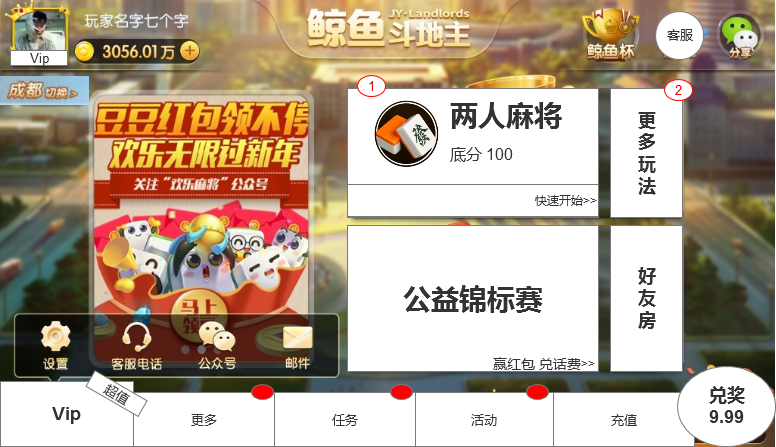 玩家名字七个字
JY·Landlords
鲸鱼斗地主
Vip
3056.01万
鲸鱼杯
客服
分享
成都 切换>
豆豆红包领不停
欢乐无限过新年
关注“欢乐麻将”公众号
马上
1
發
两人麻将
底分 100
快速开始>>
2
更多玩法
公益锦标赛
赢红包 兑话费>>
好友房
设置
客服电话
公众号
邮件
超值
Vip
更多
任务
活动
充值
兑奖
9.99